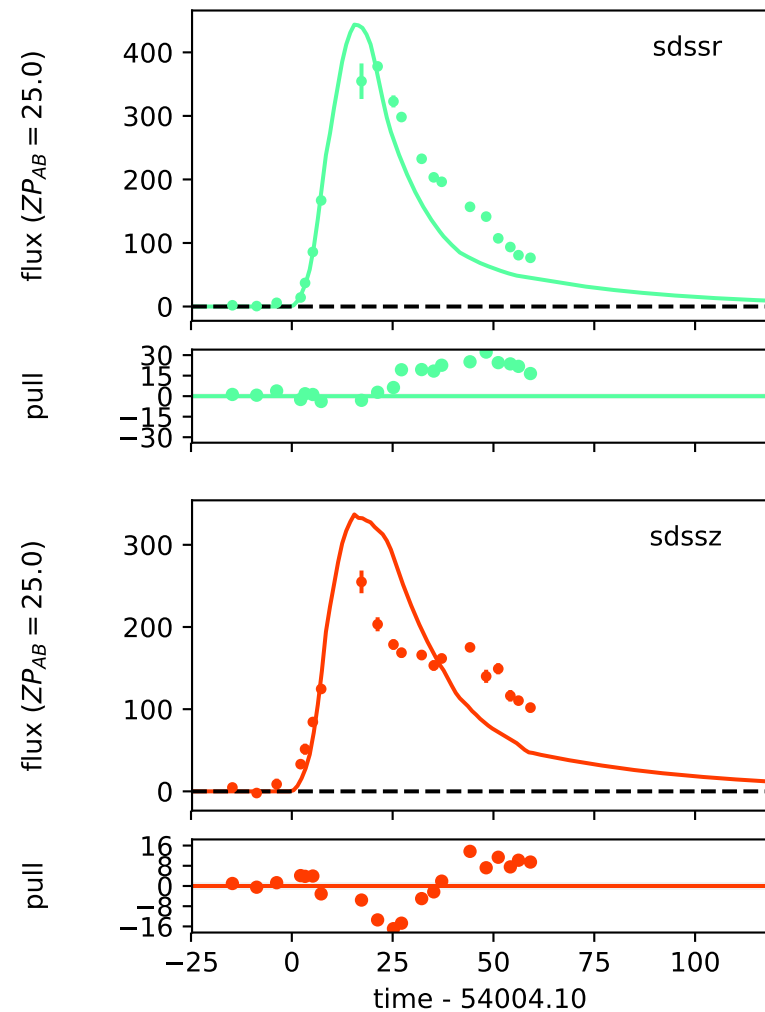 sdssr
flux (ZP_AB = 25.0)
400
300
200
100
0
pull
30
15
0
−15
−30
sdssz
flux (ZP_AB = 25.0)
300
200
100
0
pull
16
8
0
−8
−16
−25 0 25 50 75 100
time - 54004.10